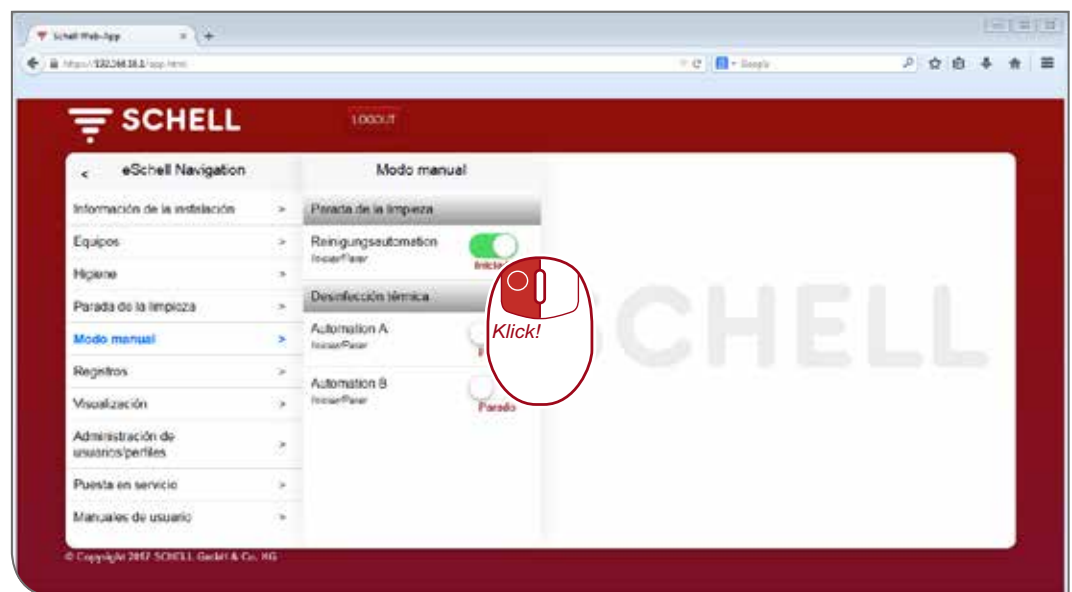 Schell Web-App
LOGOUT
SCHELL
< eSchell Navigation
Modo manual
Información de la instalación >
Equipos >
Higiene >
Parada de la limpieza >
Modo manual >
Registros >
Visualización >
Administración de
usuarios/perfiles >
Puesta en servicio >
Manuales de usuario >
Parada de la limpieza
Reinigungsautomation
Iniciar/Parar
Desinfección térmica
Automation A
Iniciar/Parar
Automation B
Iniciar/Parar
Parado
Klick!
SCHELL
© Copyright 2017 SCHELL GmbH & Co. KG